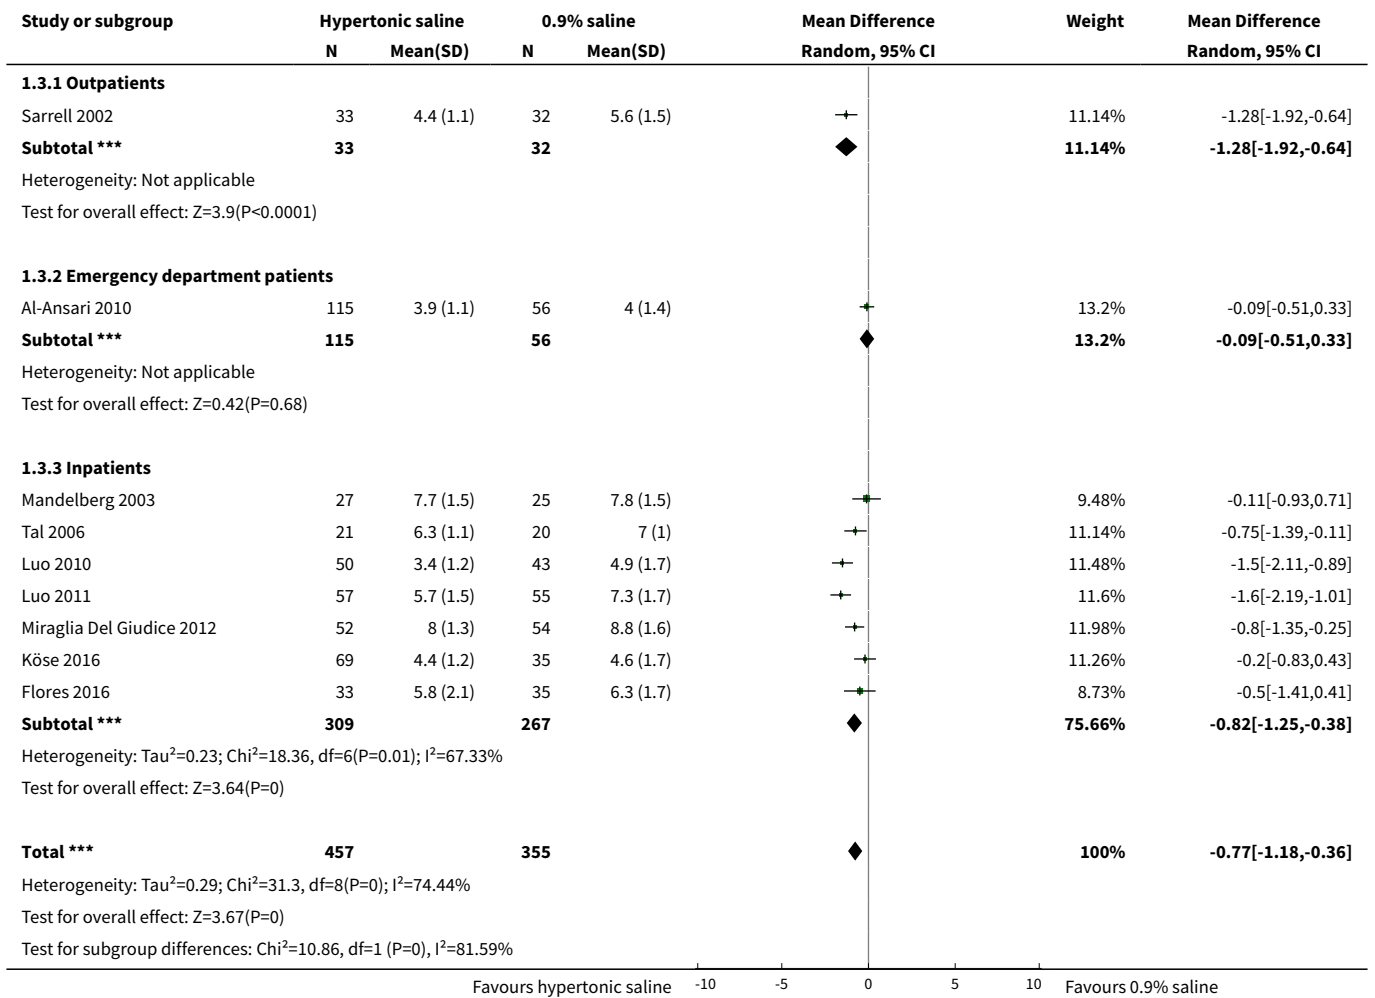 Study or subgroup Hypertonic saline 0.9% saline Mean Difference Weight Mean Difference
N Mean(SD) N Mean(SD) Random, 95% CI Random, 95% CI
1.3.1 Outpatients
Sarrell 2002 33 4.4 (1.1) 32 5.6 (1.5) 11.14% -1.28[-1.92,-0.64]
Subtotal *** 33 32 11.14% -1.28[-1.92,-0.64]
Heterogeneity: Not applicable
Test for overall effect: Z=3.9(P<0.0001)
1.3.2 Emergency department patients
Al-Ansari 2010 115 3.9 (1.1) 56 4 (1.4) 13.2% -0.09[-0.51,0.33]
Subtotal *** 115 56 13.2% -0.09[-0.51,0.33]
Heterogeneity: Not applicable
Test for overall effect: Z=0.42(P=0.68)
1.3.3 Inpatients
Mandelberg 2003 27 7.7 (1.5) 25 7.8 (1.5) 9.48% -0.11[-0.93,0.71]
Tal 2006 21 6.3 (1.1) 20 7 (1) 11.14% -0.75[-1.39,-0.11]
Luo 2010 50 3.4 (1.2) 43 4.9 (1.7) 11.48% -1.5[-2.11,-0.89]
Luo 2011 57 5.7 (1.5) 55 7.3 (1.7) 11.6% -1.6[-2.19,-1.01]
Miraglia Del Giudice 2012 52 8 (1.3) 54 8.8 (1.6) 11.98% -0.8[-1.35,-0.25]
Köse 2016 69 4.4 (1.2) 35 4.6 (1.7) 11.26% -0.2[-0.83,0.43]
Flores 2016 33 5.8 (2.1) 35 6.3 (1.7) 8.73% -0.5[-1.41,0.41]
Subtotal *** 309 267 75.66% -0.82[-1.25,-0.38]
Heterogeneity: Tau²=0.23; Chi²=18.36, df=6(P=0.01); I²=67.33%
Test for overall effect: Z=3.64(P=0)
Total *** 457 355 100% -0.77[-1.18,-0.36]
Heterogeneity: Tau²=0.29; Chi²=31.3, df=8(P=0); I²=74.44%
Test for overall effect: Z=3.67(P=0)
Test for subgroup differences: Chi²=10.86, df=1 (P=0), I²=81.59%
Favours hypertonic saline -10 -5 0 5 10 Favours 0.9% saline